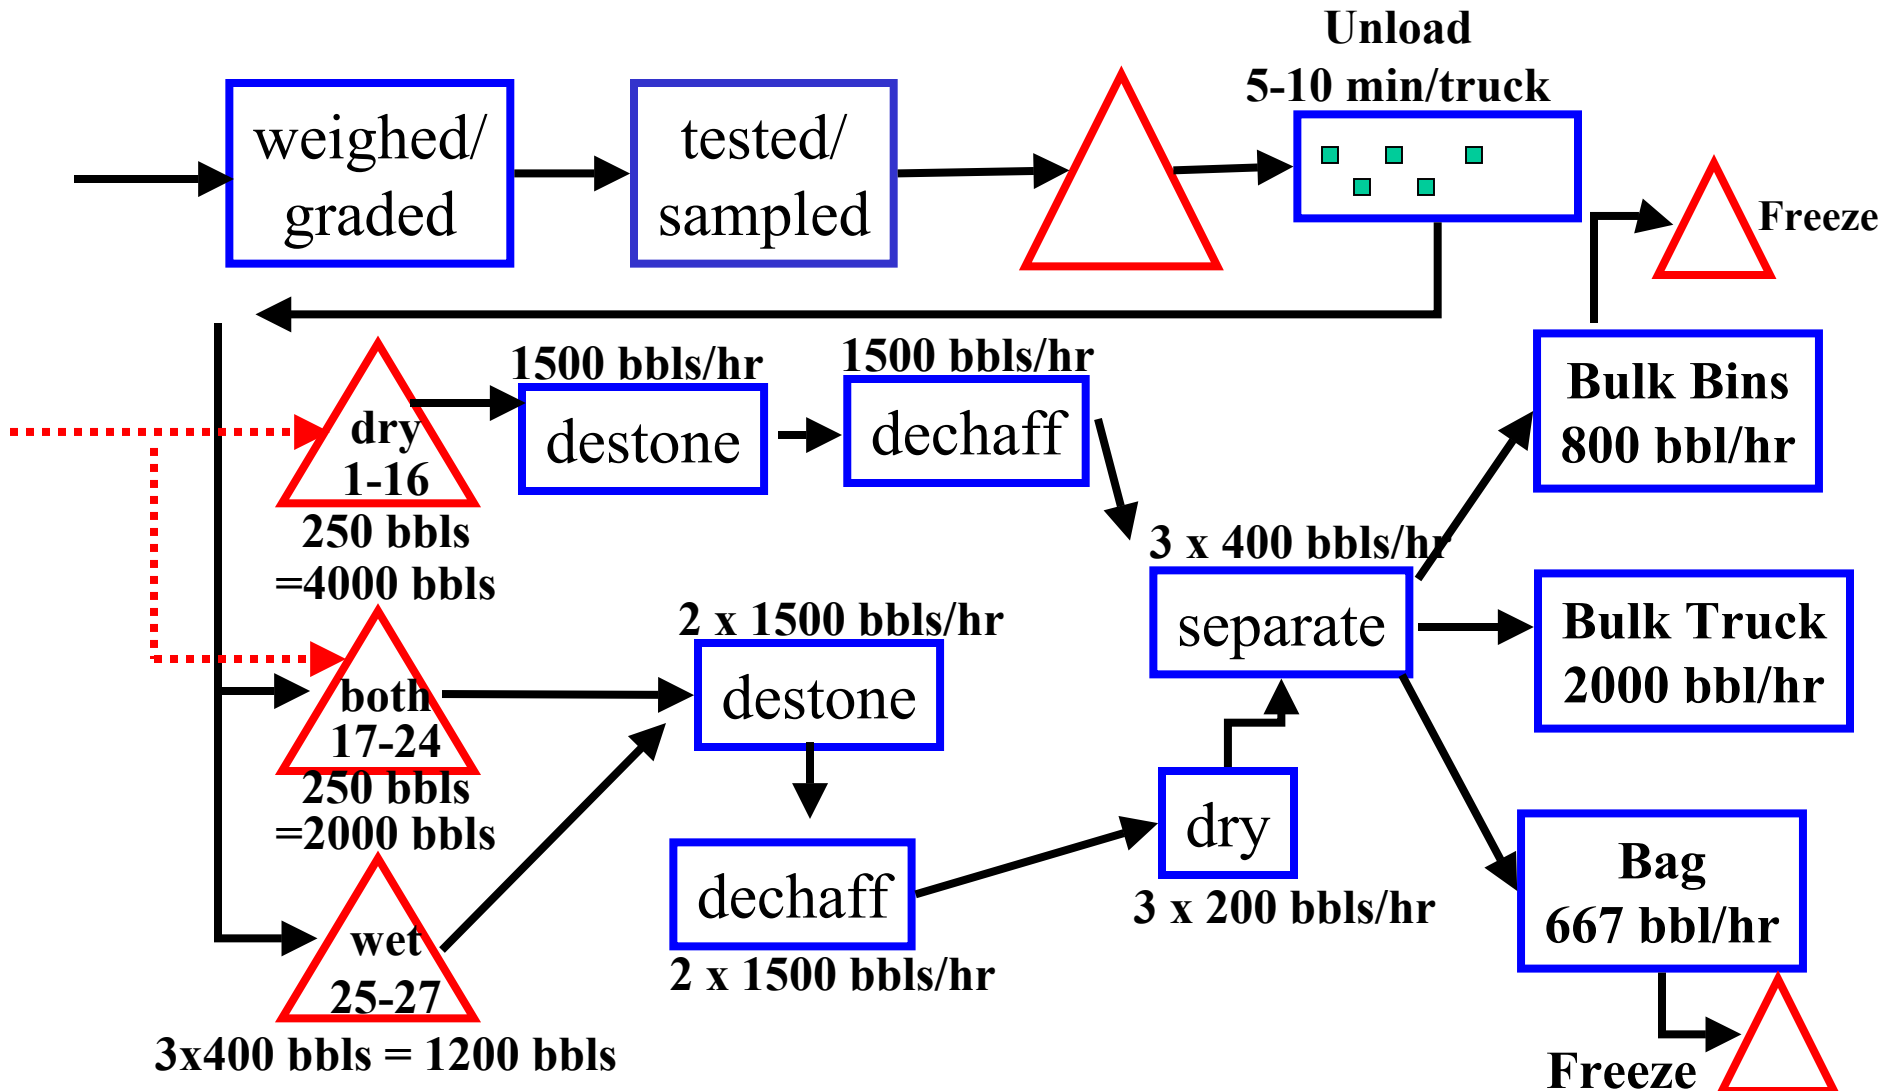 Unload
5-10 min/truck
weighed/
graded
tested/
sampled
Freeze
1500 bbls/hr
destone
1500 bbls/hr
dechaff
dry
1-16
250 bbls
=4000 bbls
Bulk Bins
800 bbl/hr
3 x 400 bbls/hr
separate
Bulk Truck
2000 bbl/hr
2 x 1500 bbls/hr
destone
both
17-24
250 bbls
=2000 bbls
dry
3 x 200 bbls/hr
dechaff
2 x 1500 bbls/hr
Bag
667 bbl/hr
wet
25-27
3x400 bbls = 1200 bbls
Freeze